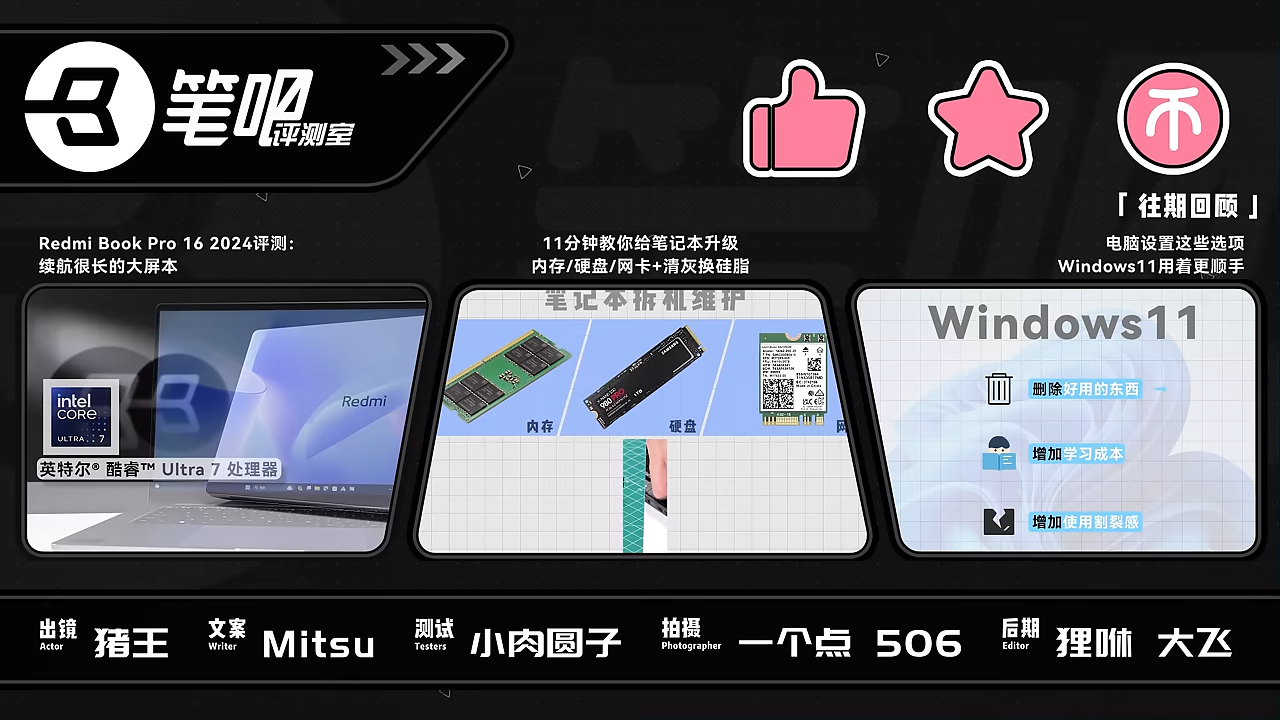 笔吧
评测室
「 往期回顾 」
Redmi Book Pro 16 2024评测：
续航很长的大屏本
11分钟教你给笔记本升级
内存/硬盘/网卡+清灰换硅脂
电脑设置这些选项
Windows11用着更顺手
Redmi
intel
CORE
ULTRA 7
英特尔® 酷睿™ Ultra 7 处理器
笔记本拆机维护
SAMSUNG
990 PRO
内存
硬盘
网
Windows11
删除好用的东西
增加学习成本
增加使用割裂感
出镜
Actor
猪王
文案
Writer
Mitsu
测试
Testers
小肉圆子
拍摄
Photographer
一个点 506
后期
Editor
狸咻 大飞